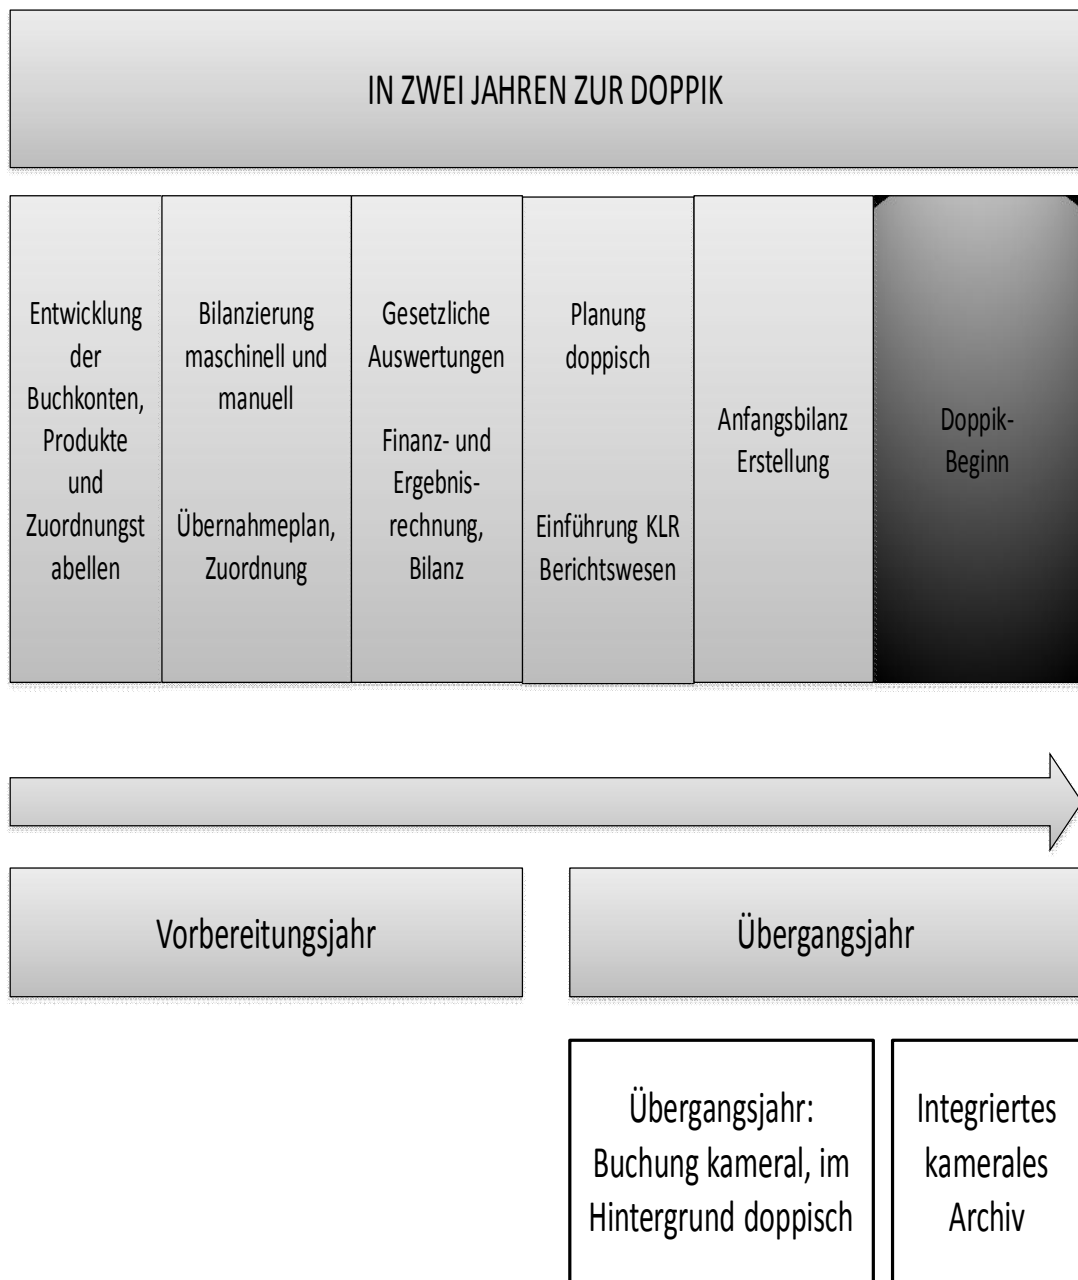 IN ZWEI JAHREN ZUR DOPPIK
Entwicklung
der
Buchkonten,
Produkte
und
Zuordnungst
abellen
Bilanzierung
maschinell und
manuell
Übernahmeplan,
Zuordnung
Gesetzliche
Auswertungen
Finanz- und
Ergebnis-
rechnung,
Bilanz
Planung
doppisch
Einführung KLR
Berichtswesen
Anfangsbilanz
Erstellung
Doppik-
Beginn
Vorbereitungsjahr
Übergangsjahr
Übergangsjahr:
Buchung kameral, im
Hintergrund doppisch
Integriertes
kamerales
Archiv